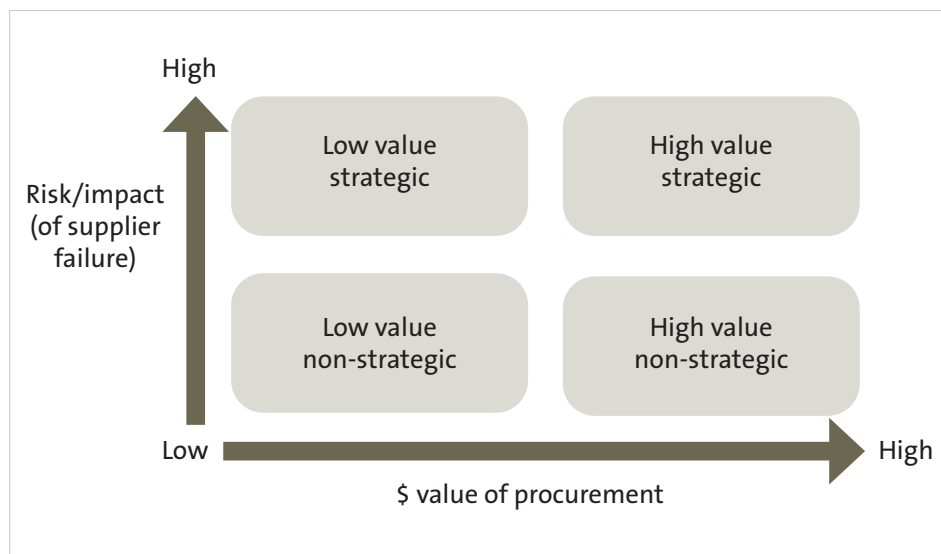 High
Low value
strategic
High value
strategic
Risk/impact
(of supplier
failure)
Low value
non-strategic
High value
non-strategic
Low
High
$ value of procurement